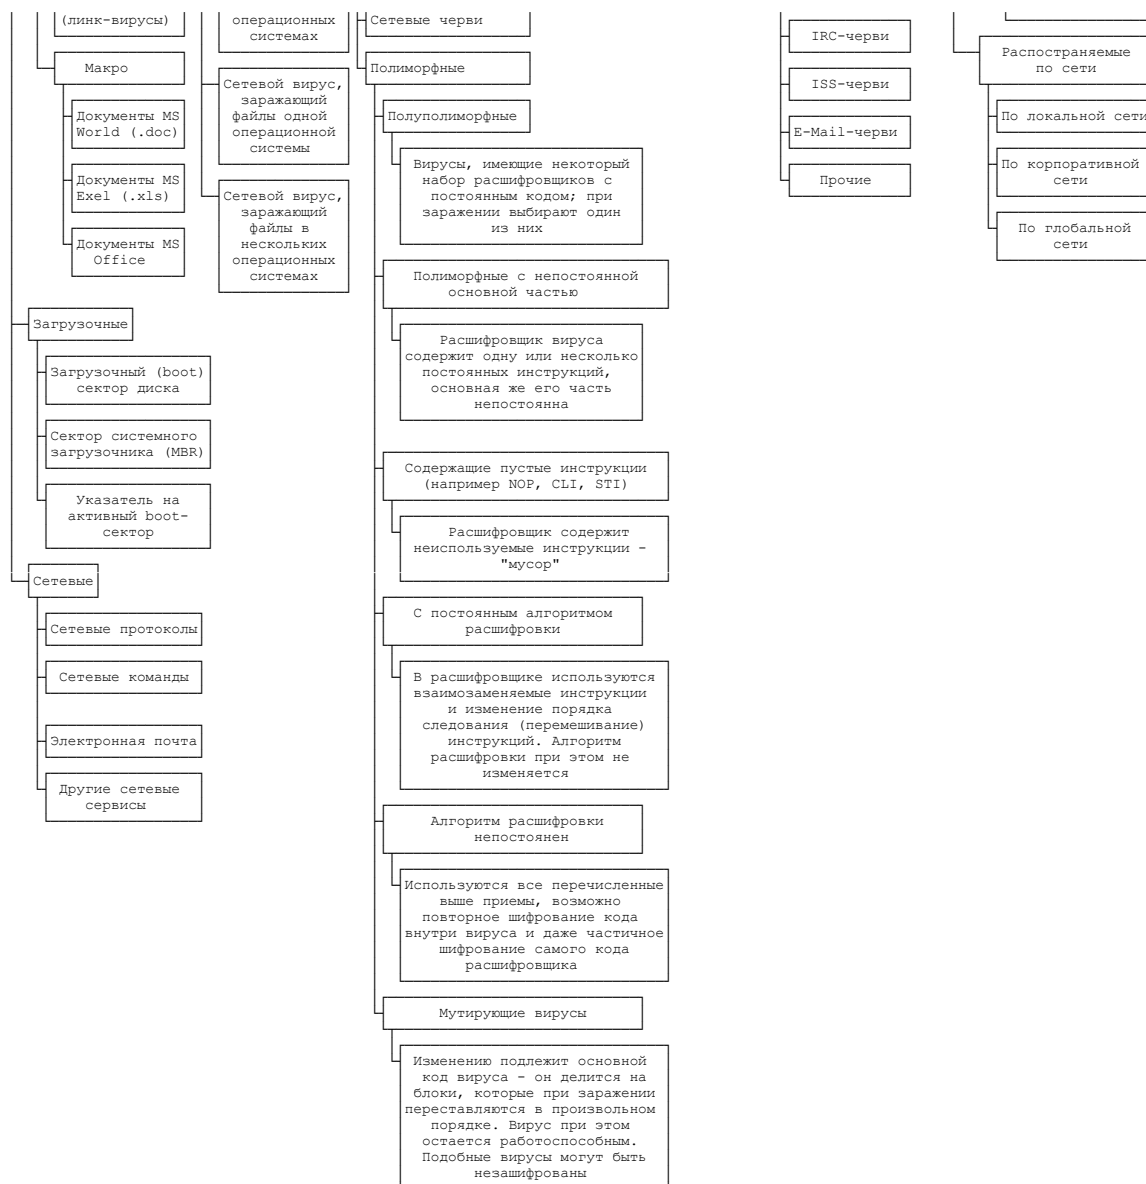 (линк-вирусы)
Макро
Документы MS
World (.doc)
Документы MS
Exel (.xls)
Документы MS
Office
Загрузочные
Загрузочный (boot)
сектор диска
Сектор системного
загрузчика (MBR)
Указатель на
активный boot-
сектор
Сетевые
Сетевые протоколы
Сетевые команды
Электронная почта
Другие сетевые
сервисы
операционных
системах
Сетевой вирус,
заражающий
файлы одной
операционной
системы
Сетевой вирус,
заражающий
файлы в
нескольких
операционных
системах
Сетевые черви
Полиморфные
Полуполиморфные
Вирусы, имеющие некоторый
набор расшифровщиков с
постоянным кодом; при
заражении выбирают один
из них
Полиморфные с непостоянной
основной частью
Расшифровщик вируса
содержит одну или несколько
постоянных инструкций,
основная же его часть
непостоянна
Содержащие пустые инструкции
(например NOP, CLI, STI)
Расшифровщик содержит
неиспользуемые инструкции -
"мусор"
С постоянным алгоритмом
расшифровки
В расшифровщике используются
взаимозаменяемые инструкции
и изменение порядка
следования (перемешивание)
инструкций. Алгоритм
расшифровки при этом не
изменяется
Алгоритм расшифровки
непостоянен
Используются все перечисленные
выше приемы, возможно
повторное шифрование кода
внутри вируса и даже частичное
шифрование самого кода
расшифровщика
Мутирующие вирусы
Изменению подлежит основной
код вируса - он делится на
блоки, которые при заражении
переставляются в произвольном
порядке. Вирус при этом
остается работоспособным.
Подобные вирусы могут быть
незашифрованы
IRC-черви
ISS-черви
E-Mail-черви
Прочие
Распостраняемые
по сети
По локальной сети
По корпоративной
сети
По глобальной
сети